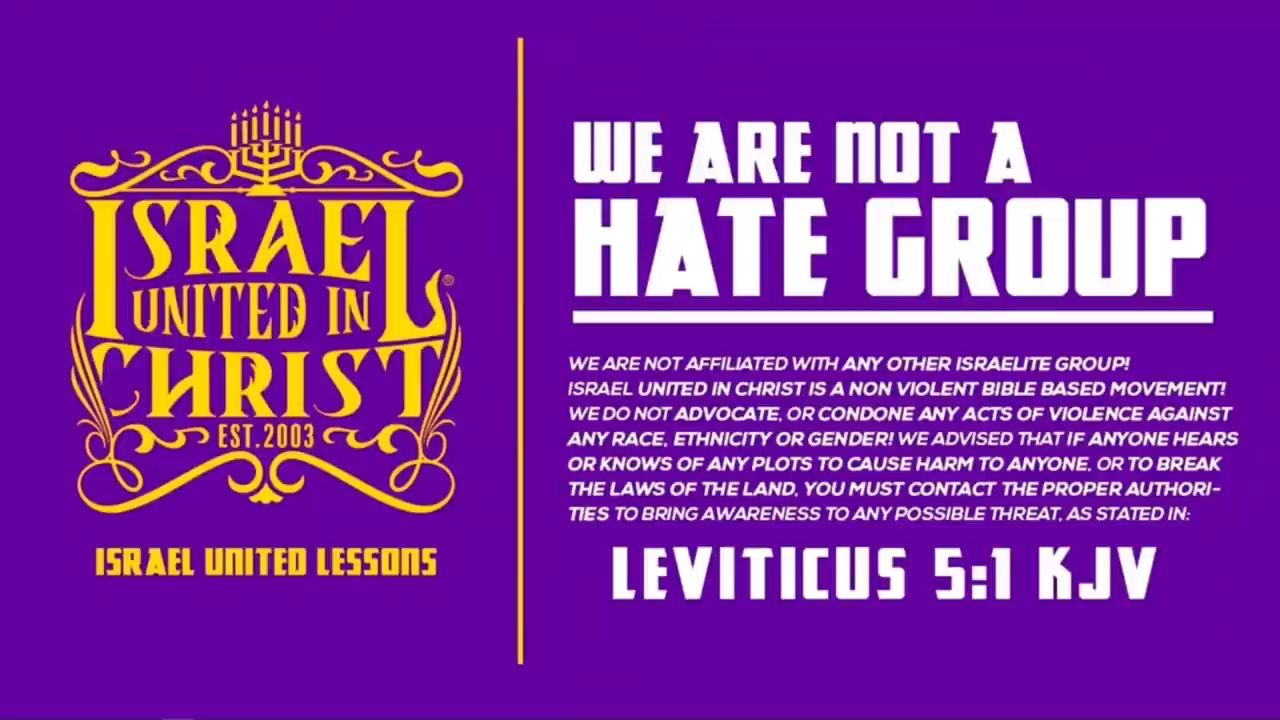 ISRAEL
UNITED IN
CHRIST
EST. 2003
ISRAEL UNITED LESSONS
WE ARE NOT A
HATE GROUP
WE ARE NOT AFFILIATED WITH ANY OTHER ISRAELITE GROUP!
ISRAEL UNITED IN CHRIST IS A NON VIOLENT BIBLE BASED MOVEMENT!
WE DO NOT ADVOCATE, OR CONDONE ANY ACTS OF VIOLENCE AGAINST
ANY RACE, ETHNICITY OR GENDER! WE ADVISED THAT IF ANYONE HEARS
OR KNOWS OF ANY PLOTS TO CAUSE HARM TO ANYONE, OR TO BREAK
THE LAWS OF THE LAND, YOU MUST CONTACT THE PROPER AUTHORI-
TIES TO BRING AWARENESS TO ANY POSSIBLE THREAT, AS STATED IN:
LEVITICUS 5:1 KJV